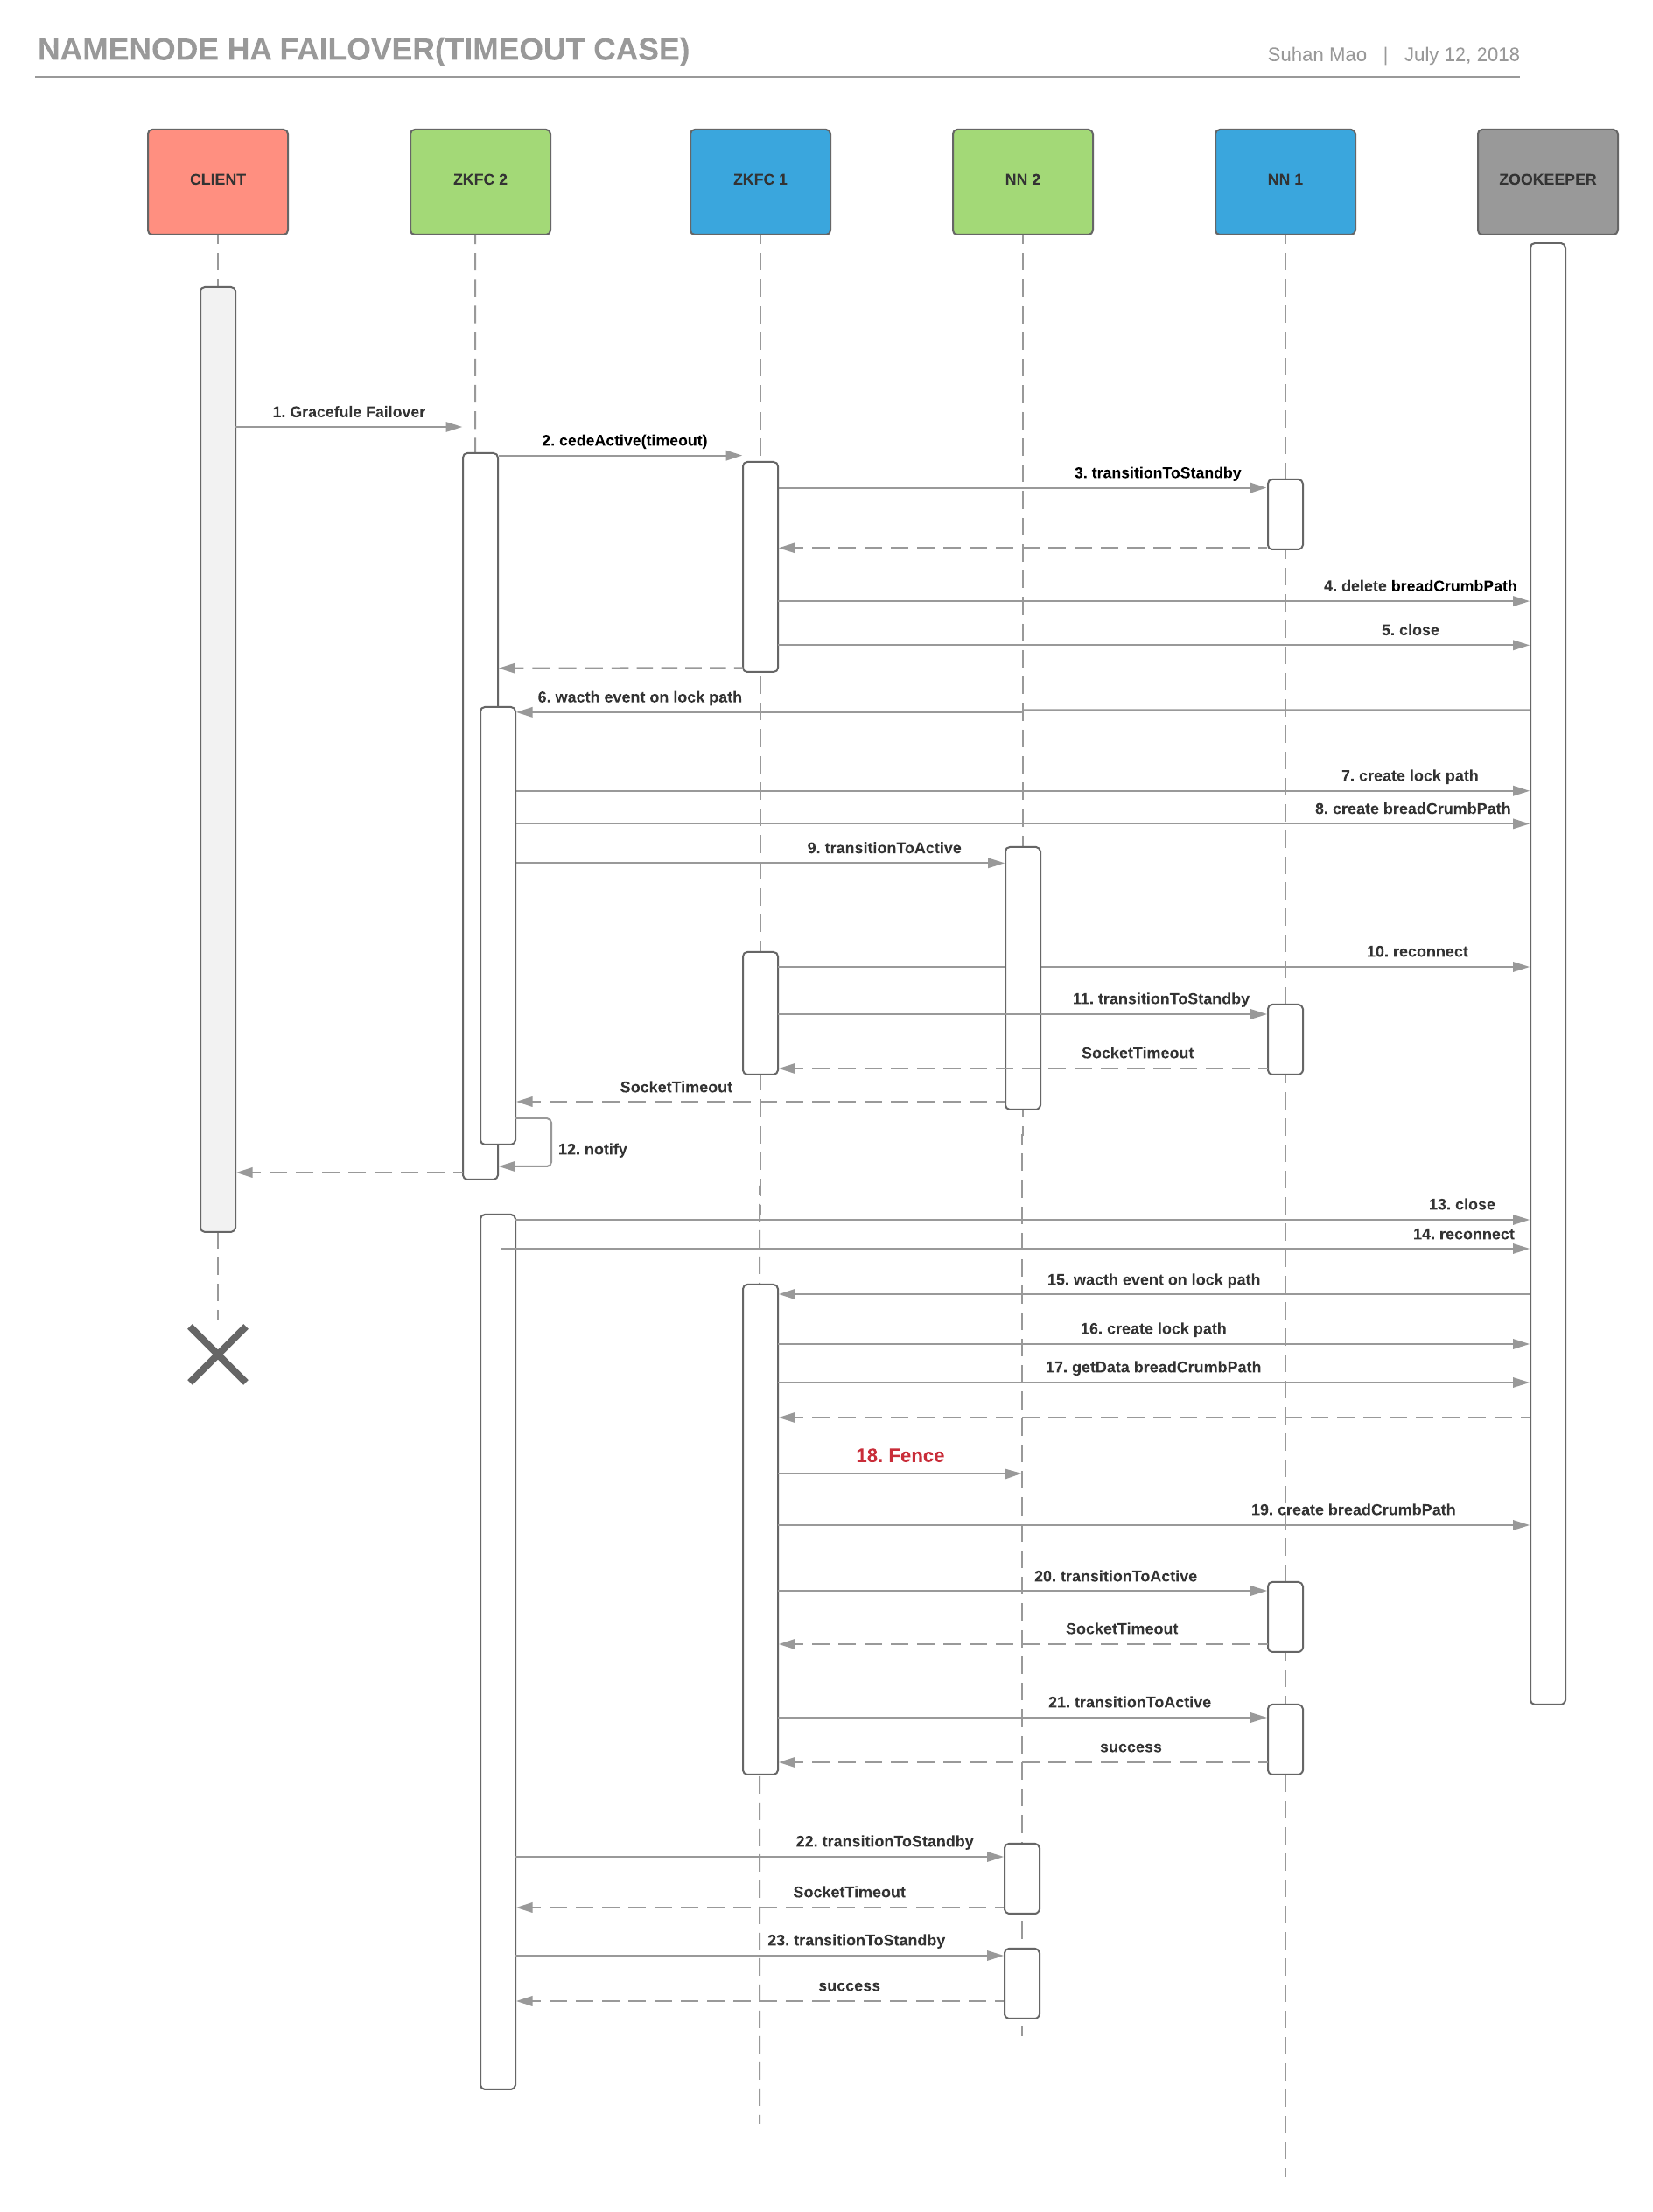 NAMENODE HA FAILOVER(TIMEOUT CASE)
Suhan Mao | July 12, 2018
CLIENT
ZKFC 2
ZKFC 1
NN 2
NN 1
ZOOKEEPER
1. Gracefule Failover
2. cedeActive(timeout)
3. transitionToStandby
4. delete breadCrumbPath
5. close
6. wacth event on lock path
7. create lock path
8. create breadCrumbPath
9. transitionToActive
10. reconnect
11. transitionToStandby
SocketTimeout
SocketTimeout
12. notify
13. close
14. reconnect
15. wacth event on lock path
16. create lock path
17. getData breadCrumbPath
18. Fence
19. create breadCrumbPath
20. transitionToActive
SocketTimeout
21. transitionToActive
success
22. transitionToStandby
SocketTimeout
23. transitionToStandby
success